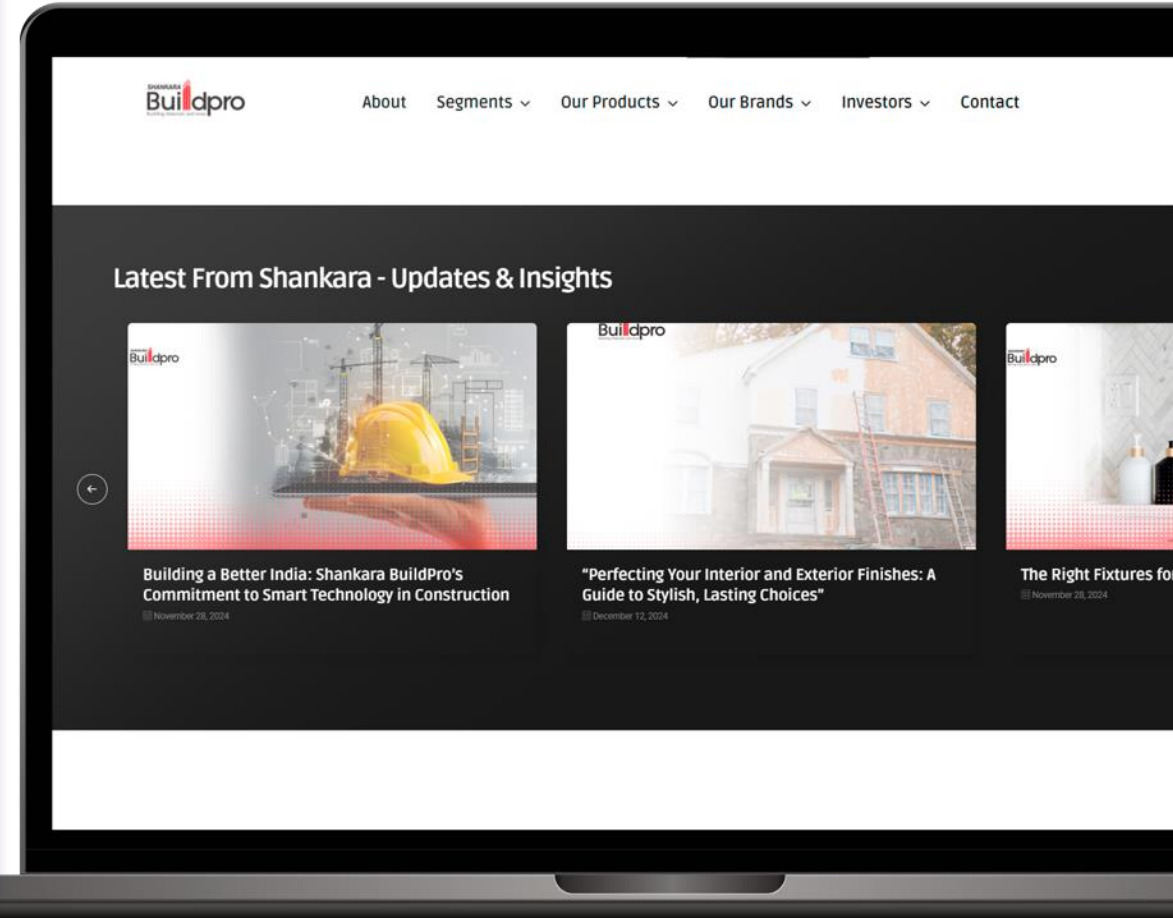 SHANKARA
Buildpro
About
Segments
Our Products
Our Brands
Investors
Contact
Latest From Shankara - Updates & Insights
Buildpro
Buildpro
Buildpro
Building a Better India: Shankara BuildPro's
Commitment to Smart Technology in Construction
November 28, 2024
"Perfecting Your Interior and Exterior Finishes: A
Guide to Stylish, Lasting Choices"
December 12, 2024
The Right Fixtures for
November 28, 2024